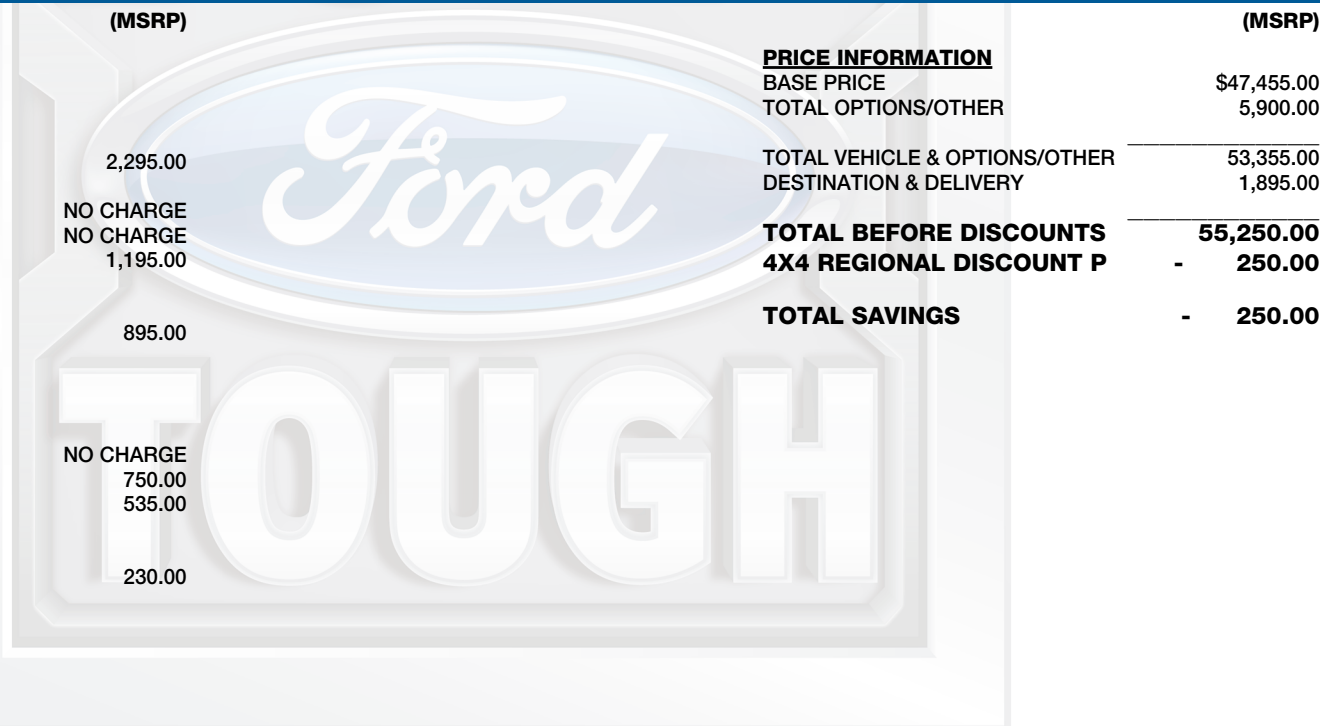 (MSRP)
2,295.00
NO CHARGE
NO CHARGE
1,195.00
895.00
NO CHARGE
750.00
535.00
230.00
Ford
TOUGH
(MSRP)
PRICE INFORMATION
BASE PRICE $47,455.00
TOTAL OPTIONS/OTHER 5,900.00
TOTAL VEHICLE & OPTIONS/OTHER 53,355.00
DESTINATION & DELIVERY 1,895.00
TOTAL BEFORE DISCOUNTS 55,250.00
4X4 REGIONAL DISCOUNT P - 250.00
TOTAL SAVINGS - 250.00